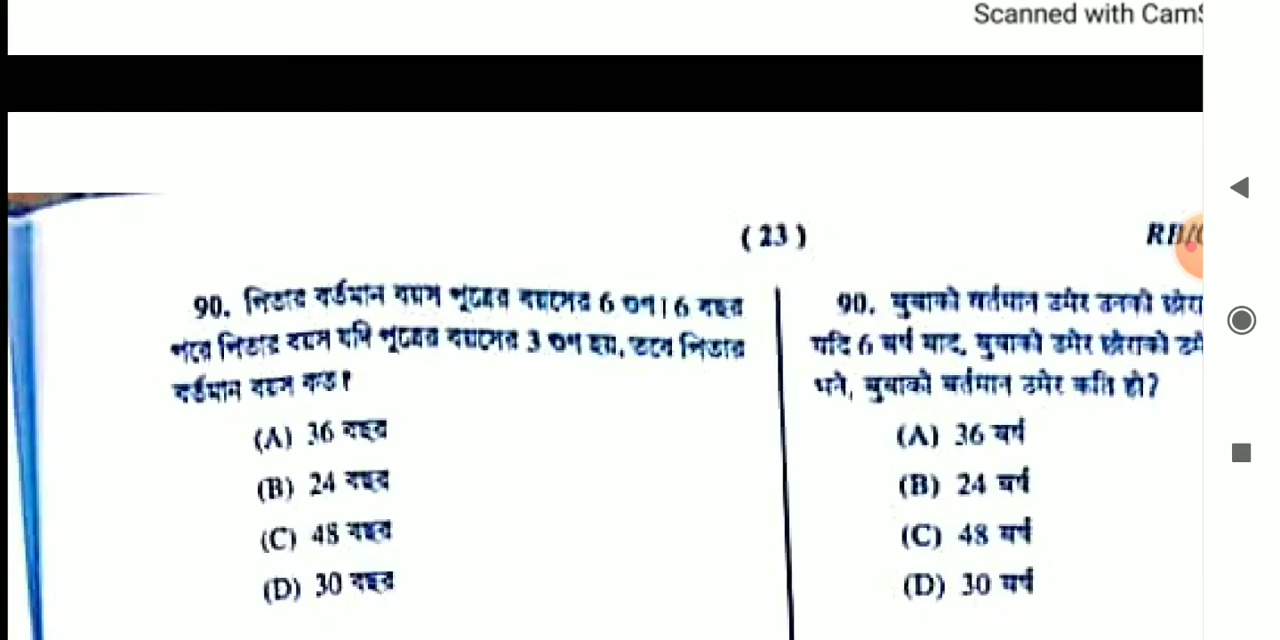 Scanned with Cam
( 23 )
RB/
90. পিতার বর্তমান বয়স পুত্রের বয়সের 6 গুণ। 6 বছর
পরে পিতার বয়স যদি পুত্রের বয়সের 3 গুণ হয়, তবে পিতার
বর্তমান বয়স কত?
(A) 36 বছর
(B) 24 বছর
(C) 48 বছর
(D) 30 বছর
90. बुबाको वर्तमान उमेर उनको छोरा
यदि 6 वर्ष बाद, बुबाको उमेर छोराको
भने, बुबाको वर्तमान उमेर कति हो?
(A) 36 वर्ष
(B) 24 वर्ष
(C) 48 वर्ष
(D) 30 वर्ष